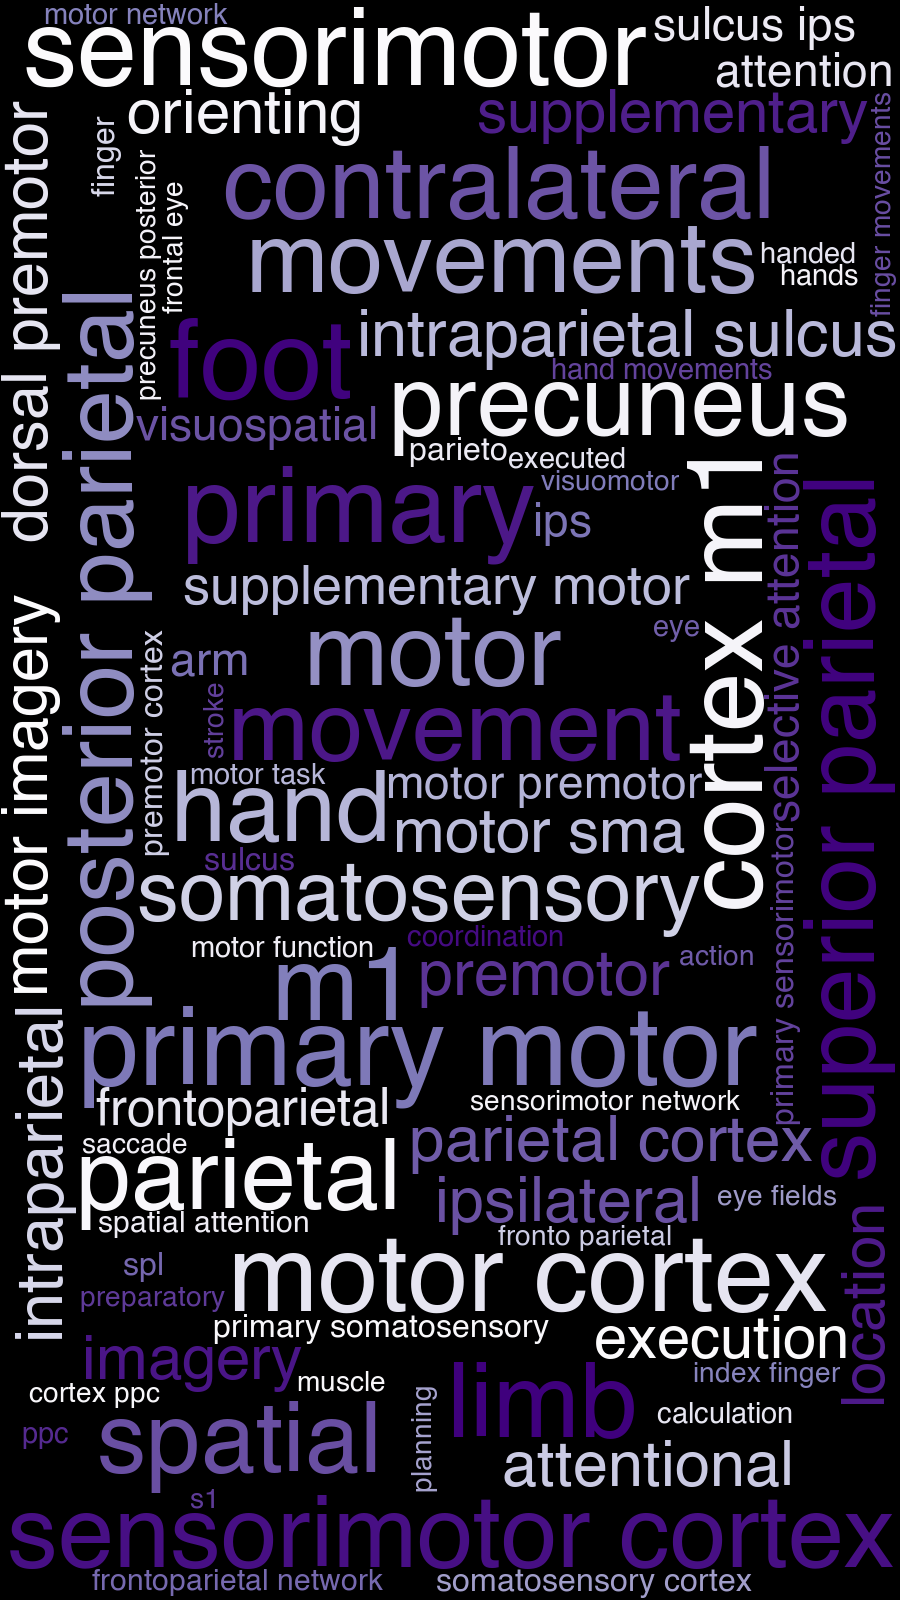 motor network
sensorimotor
sulcus ips
attention
orienting
supplementary
finger movements
dorsal premotor
finger
precuneus posterior
frontal eye
contralateral
movements
handed
hands
posterior parietal
foot
intraparietal sulcus
hand movements
precuneus
visuospatial
parieto
executed
visuomotor
cortex m1
selective attention
superior parietal
primary
ips
supplementary motor
motor imagery
premotor cortex
arm
motor
eye
stroke
movement
motor task
hand
motor premotor
motor sma
primary sensorimotor
sulcus
somatosensory
motor function
coordination
m1
premotor
action
intraparietal
primary motor
frontoparietal
sensorimotor network
saccade
parietal
parietal cortex
ipsilateral
eye fields
location
spatial attention
fronto parietal
spl
motor cortex
preparatory
primary somatosensory
execution
imagery
muscle
index finger
cortex ppc
limb
planning
calculation
ppc
spatial
attentional
s1
sensorimotor cortex
frontoparietal network
somatosensory cortex